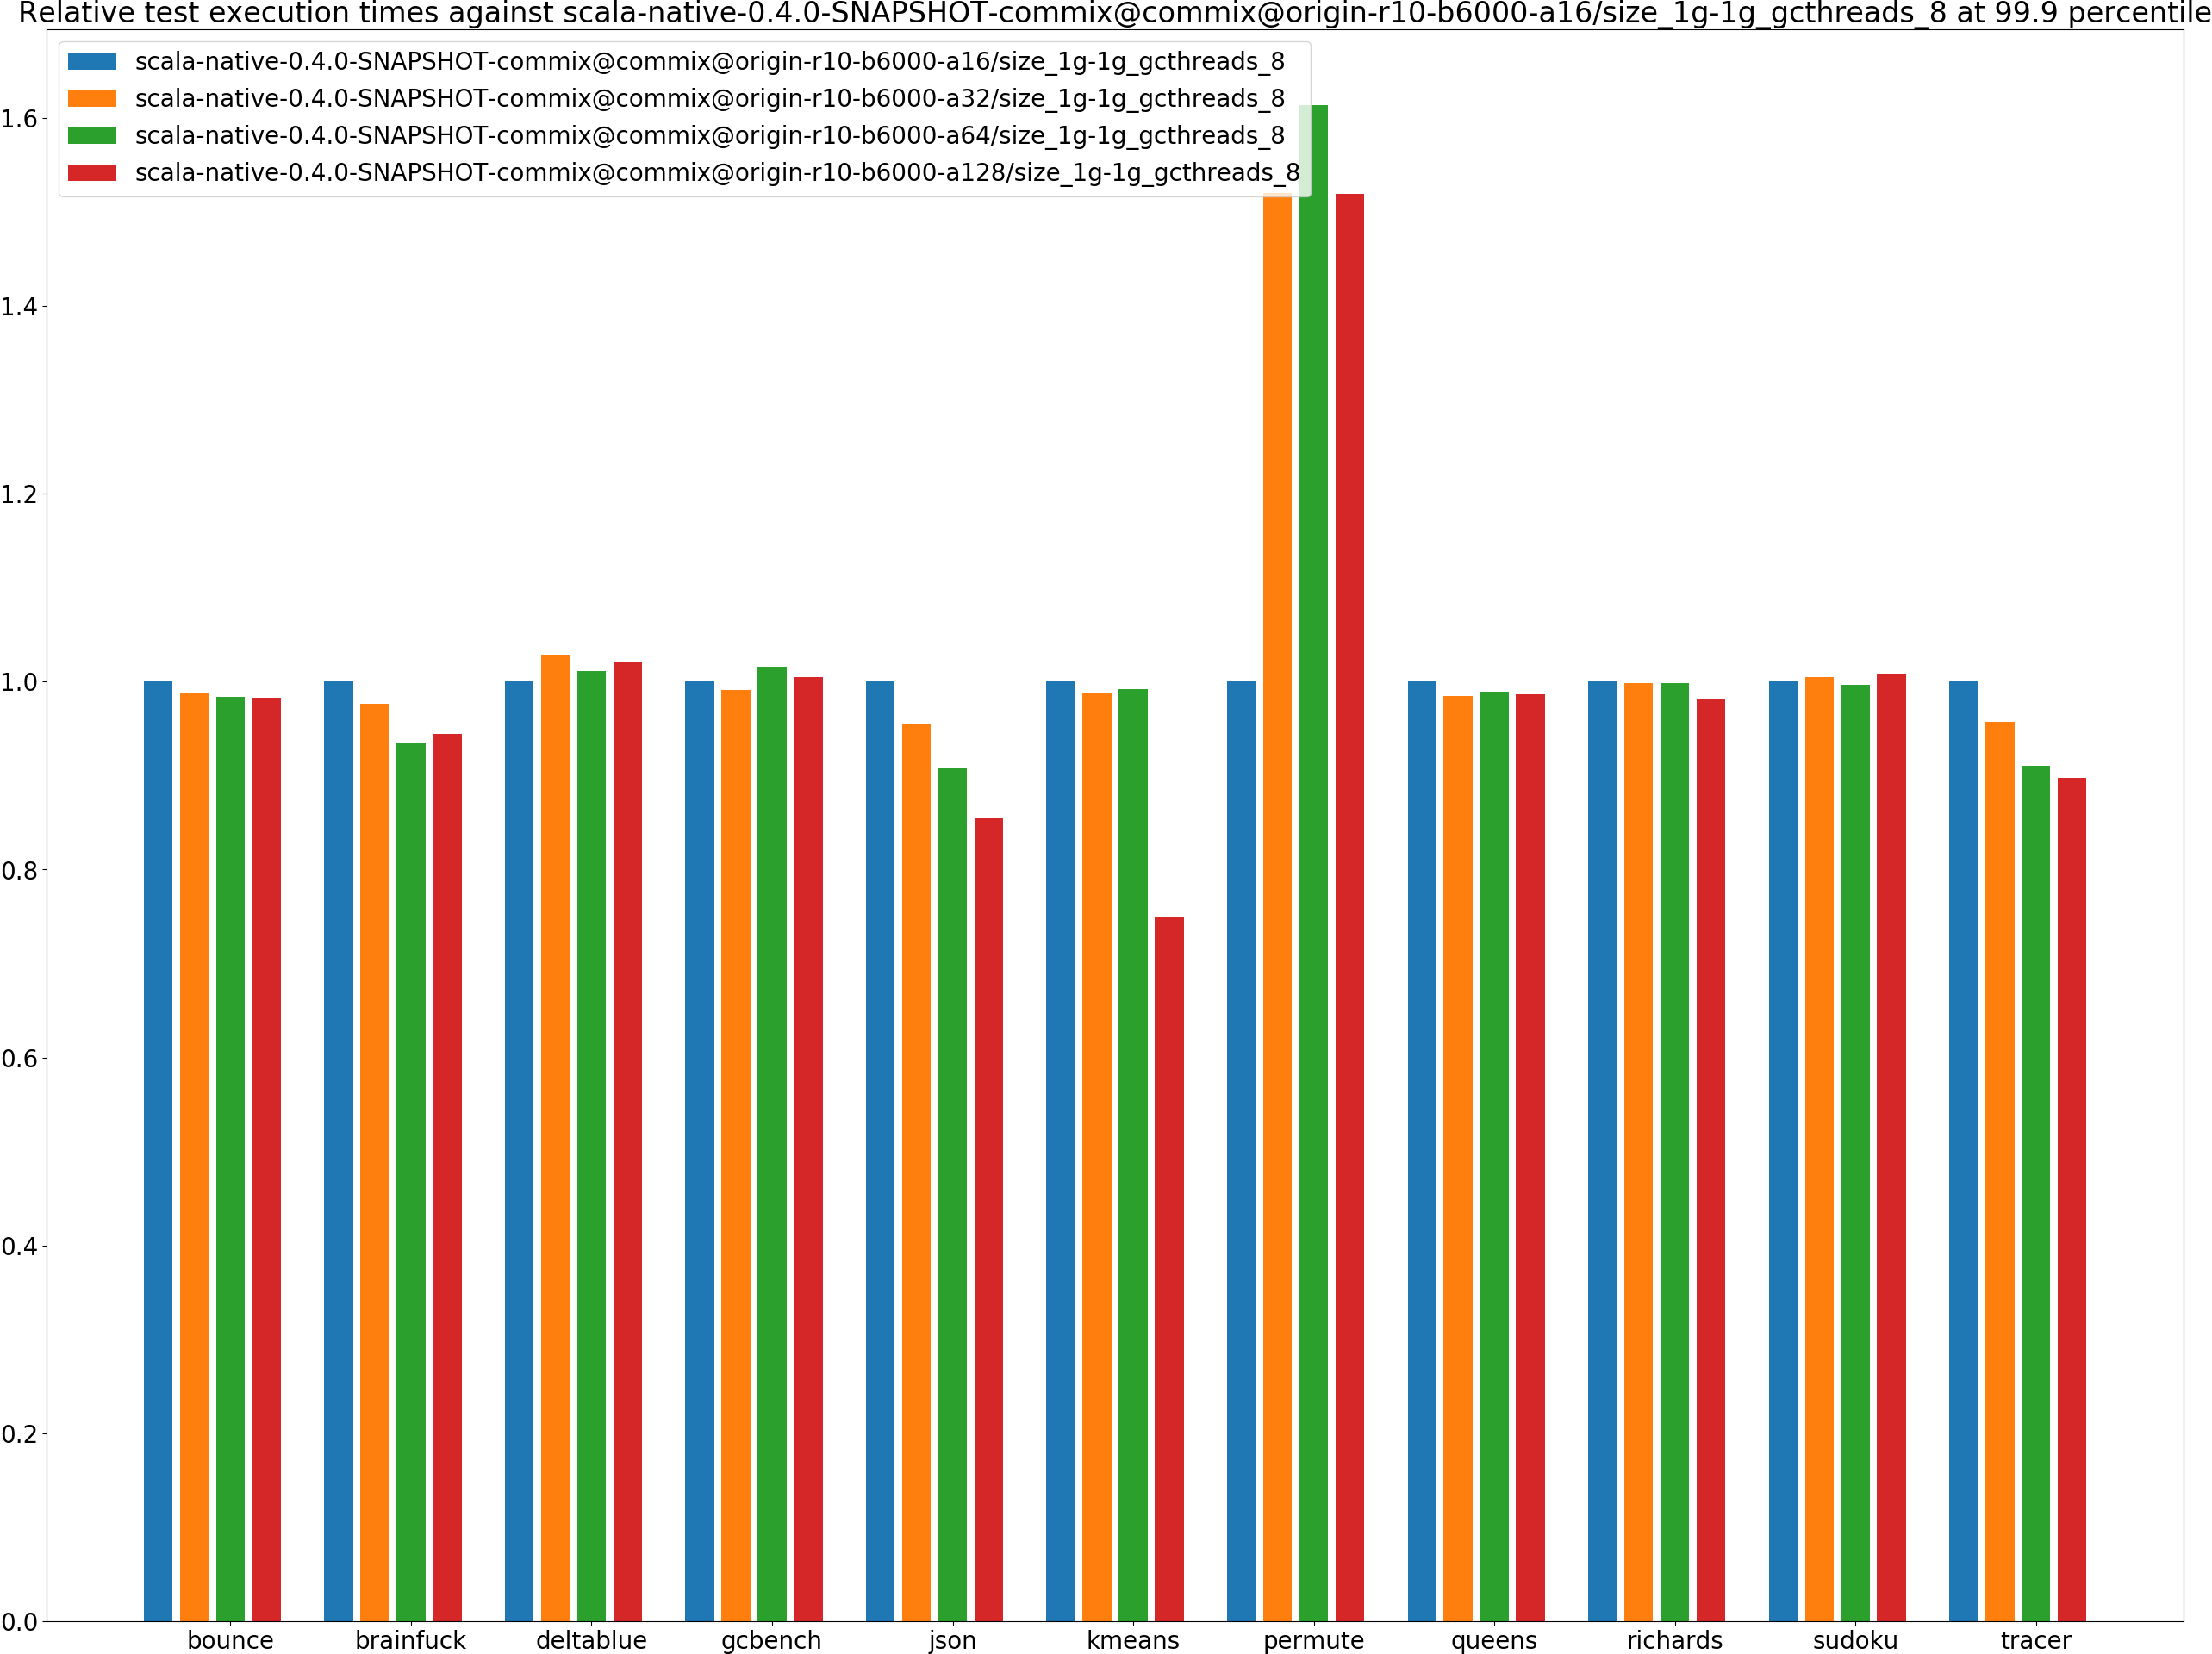 Relative test execution times against scala-native-0.4.0-SNAPSHOT-commix@commix@origin-r10-b6000-a16/size_1g-1g_gcthreads_8 at 99.9 percentile
scala-native-0.4.0-SNAPSHOT-commix@commix@origin-r10-b6000-a16/size_1g-1g_gcthreads_8
scala-native-0.4.0-SNAPSHOT-commix@commix@origin-r10-b6000-a32/size_1g-1g_gcthreads_8
scala-native-0.4.0-SNAPSHOT-commix@commix@origin-r10-b6000-a64/size_1g-1g_gcthreads_8
scala-native-0.4.0-SNAPSHOT-commix@commix@origin-r10-b6000-a128/size_1g-1g_gcthreads_8
1.6
1.4
1.2
1.0
0.8
0.6
0.4
0.2
0.0
bounce brainfuck deltablue gcbench json kmeans permute queens richards sudoku tracer